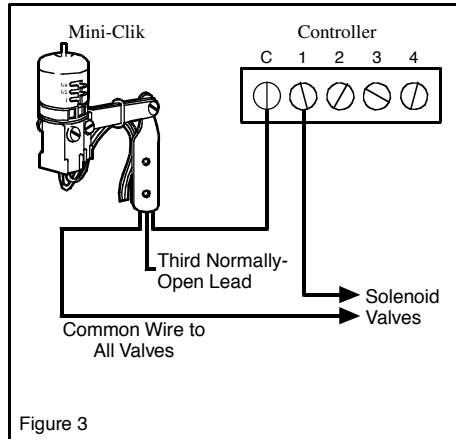 Mini-Clik
Controller
C 1 2 3 4
Third Normally-
Open Lead
Solenoid
Valves
Common Wire to
All Valves
Figure 3